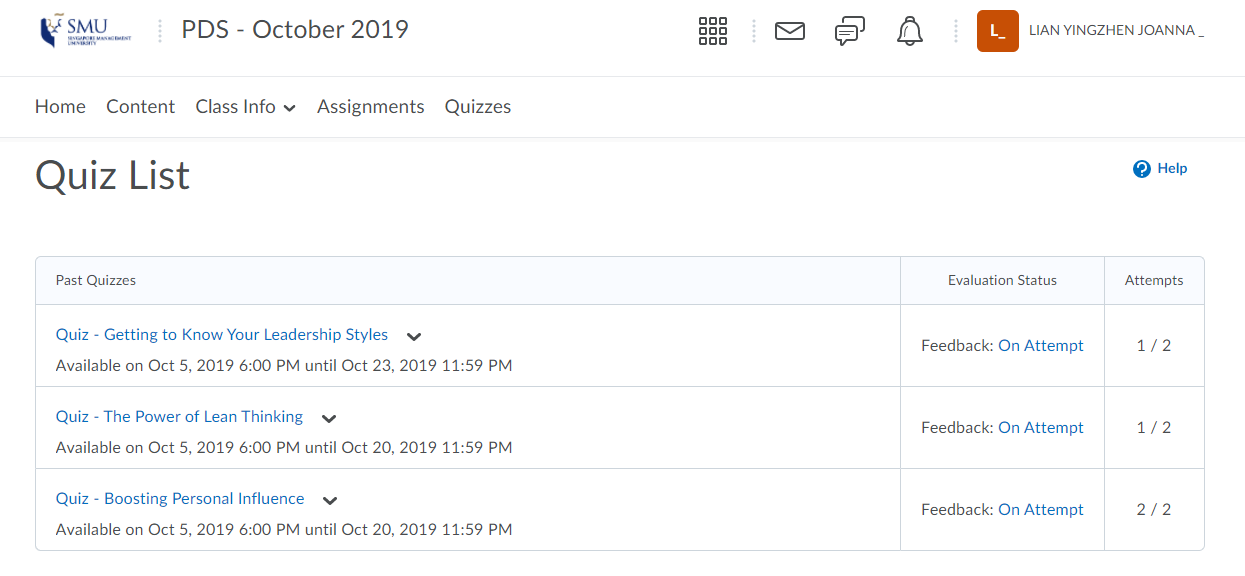 SMU
SINGAPORE MANAGEMENT
UNIVERSITY
PDS - October 2019
L_
LIAN YINGZHEN JOANNA _
Home Content Class Info Assignments Quizzes
Quiz List
? Help
Past Quizzes Evaluation Status Attempts
Quiz - Getting to Know Your Leadership Styles
Available on Oct 5, 2019 6:00 PM until Oct 23, 2019 11:59 PM
Feedback: On Attempt 1 / 2
Quiz - The Power of Lean Thinking
Available on Oct 5, 2019 6:00 PM until Oct 20, 2019 11:59 PM
Feedback: On Attempt 1 / 2
Quiz - Boosting Personal Influence
Available on Oct 5, 2019 6:00 PM until Oct 20, 2019 11:59 PM
Feedback: On Attempt 2 / 2